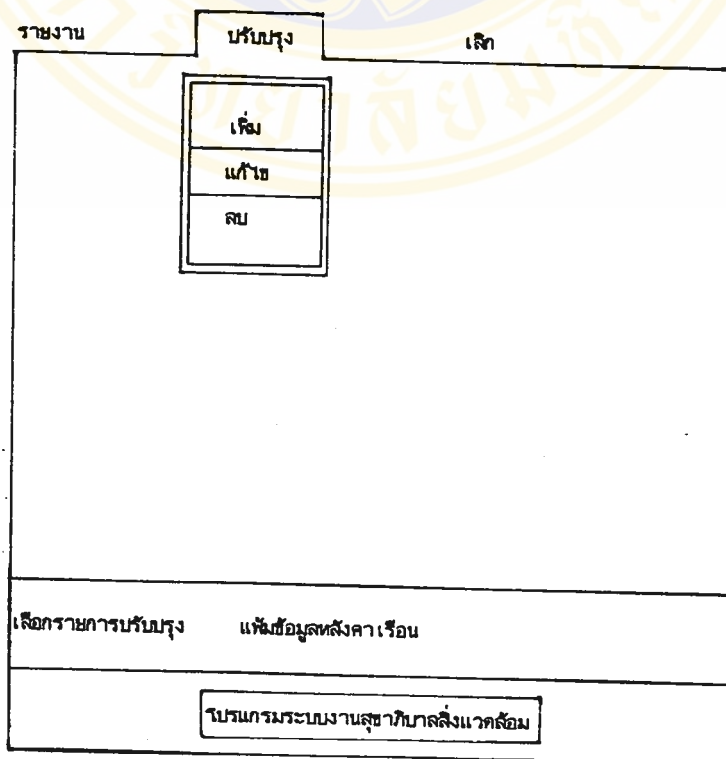 รายงาน ปรับปรุง เลิก
เพิ่ม
แก้ไข
ลบ
เลือกรายการปรับปรุง แฟ้มข้อมูลหลังคาเรือน
โปรแกรมระบบงานสุขาภิบาลสิ่งแวดล้อม